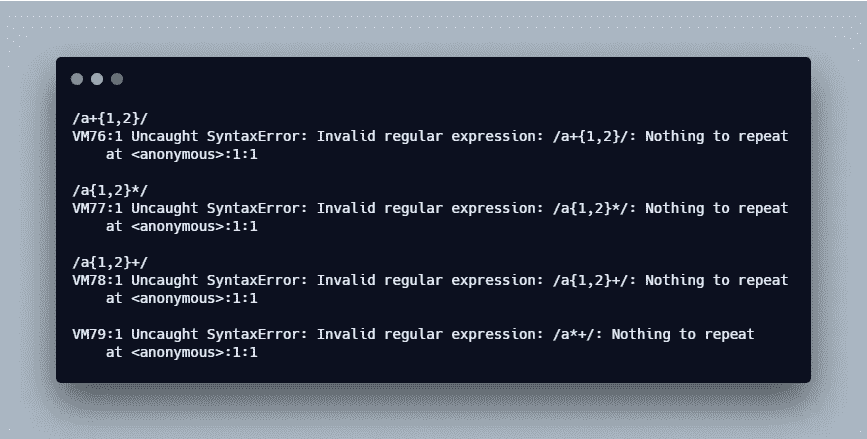 /a+{1,2}/
VM76:1 Uncaught SyntaxError: Invalid regular expression: /a+{1,2}/: Nothing to repeat
at <anonymous>:1:1
/a{1,2}*/
VM77:1 Uncaught SyntaxError: Invalid regular expression: /a{1,2}*/: Nothing to repeat
at <anonymous>:1:1
/a{1,2}+/
VM78:1 Uncaught SyntaxError: Invalid regular expression: /a{1,2}+/: Nothing to repeat
at <anonymous>:1:1
VM79:1 Uncaught SyntaxError: Invalid regular expression: /a*+/: Nothing to repeat
at <anonymous>:1:1